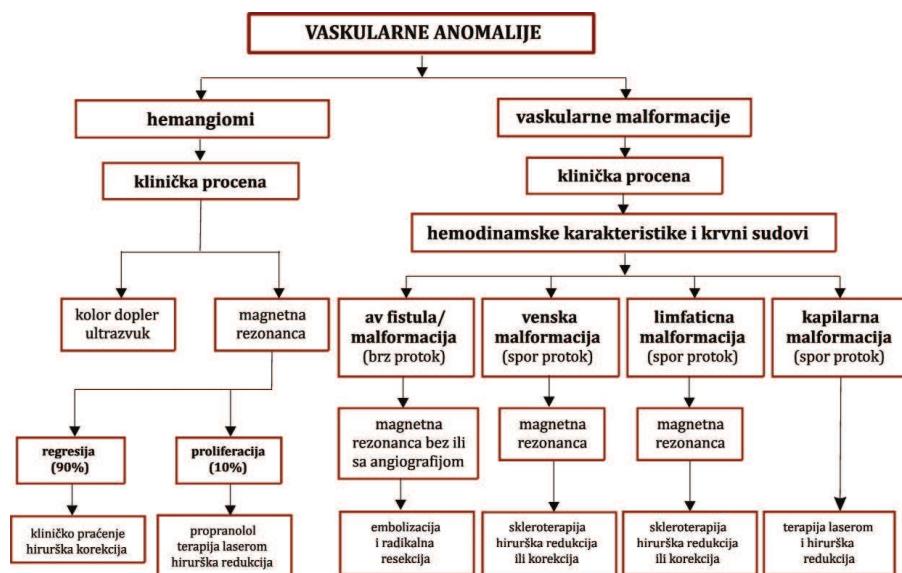 VASKULARNE ANOMALIJE
hemangiomi
vaskularne malformacije
klinička procena
klinička procena
hemodinamske karakteristike i krvni sudovi
kolor dopler
ultrazvuk
magnetna
rezonanca
av fistula/
malformacija
(brz protok)
venska
malformacija
(spor protok)
limfaticna
malformacija
(spor protok)
kapilarna
malformacija
(spor protok)
regresija
(90%)
proliferacija
(10%)
magnetna
rezonanca bez ili
sa angiografijom
magnetna
rezonanca
magnetna
rezonanca
kliničko praćenje
hirurška korekcija
propranolol
terapija laserom
hirurška redukcija
embolizacija
i radikalna
resekcija
skleroterapija
hirurška redukcija
ili korekcija
skleroterapija
hirurška redukcija
ili korekcija
terapija laserom
i hirurška
redukcija